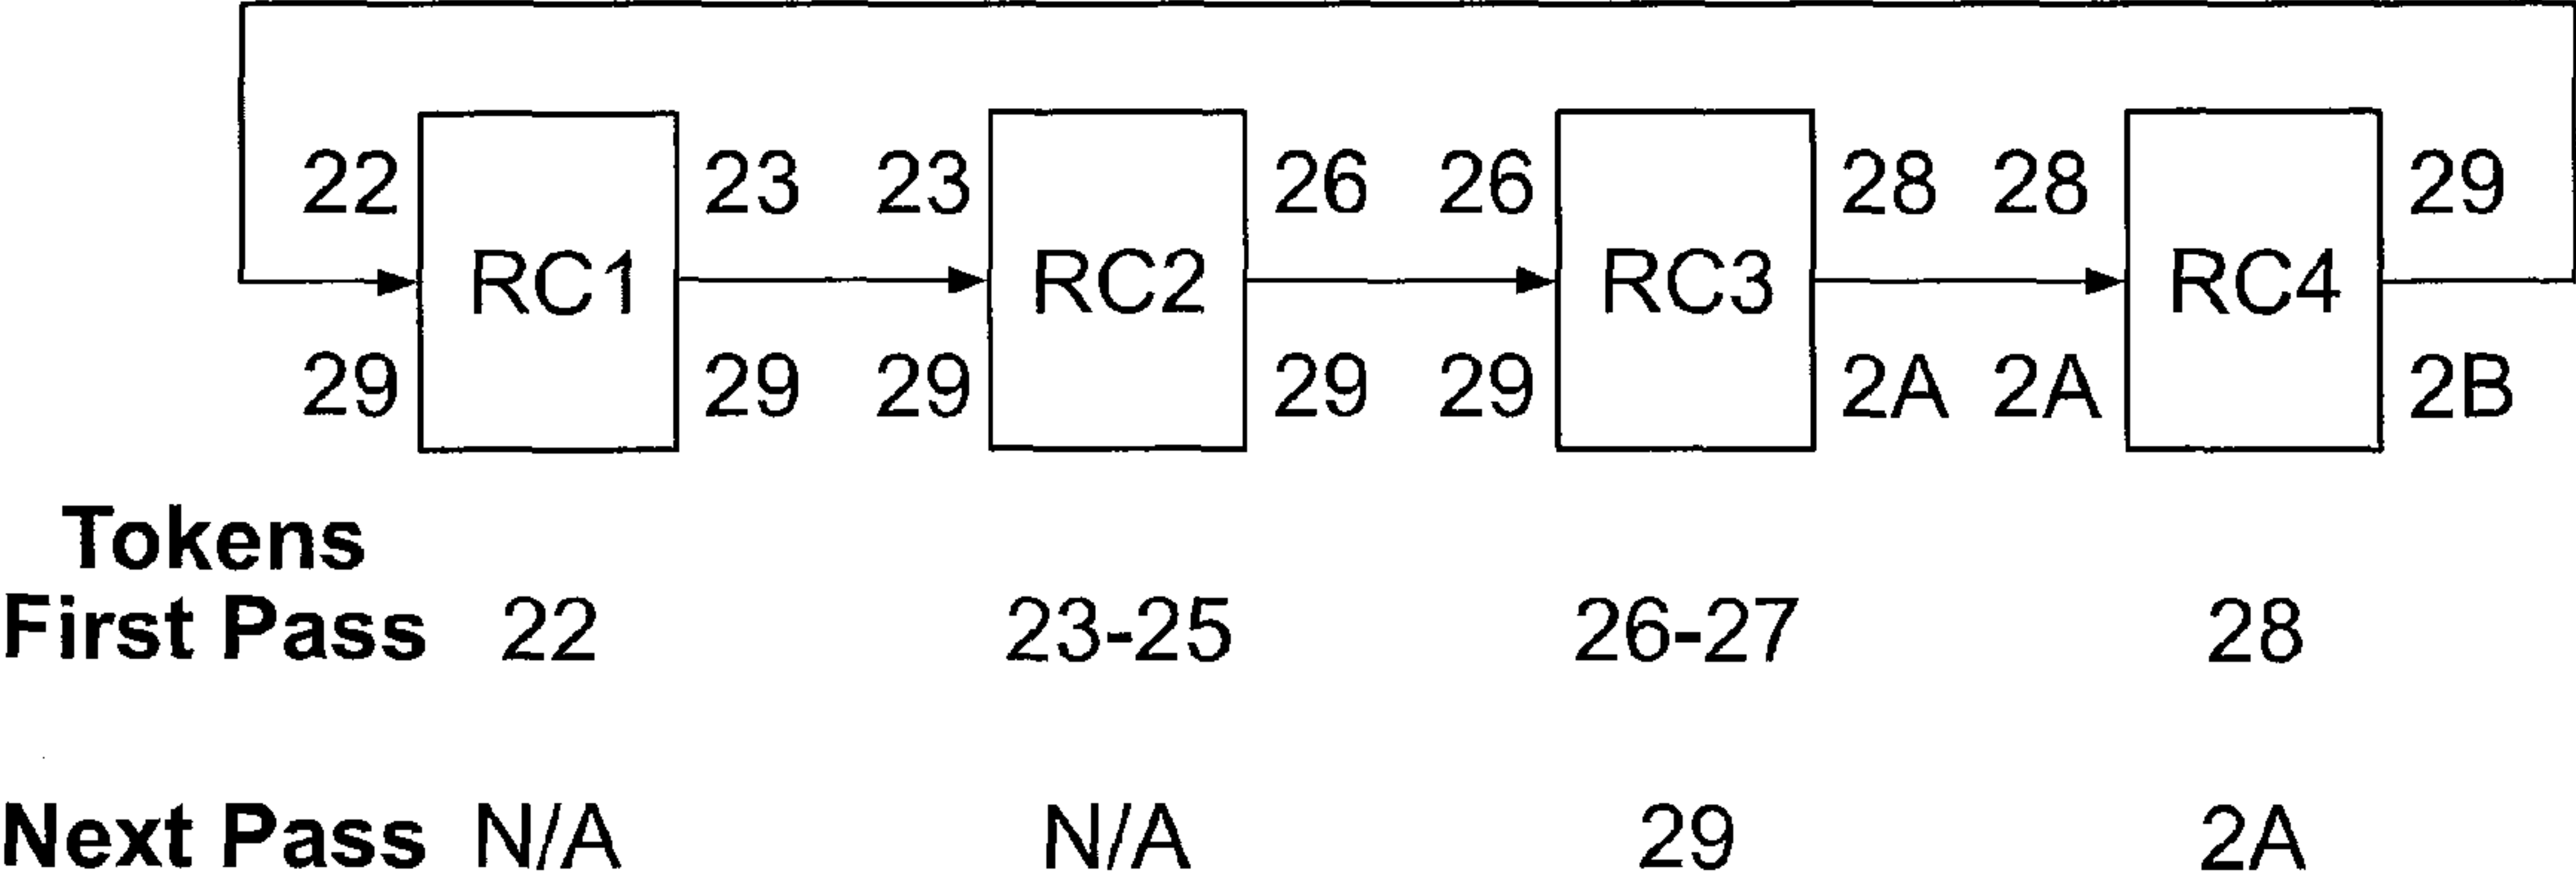 22 23 23 26 26 28 28 29
RC1 RC2 RC3 RC4
29 29 29 29 29 2A 2A 2B
Tokens
First Pass 22 23-25 26-27 28
Next Pass N/A N/A 29 2A